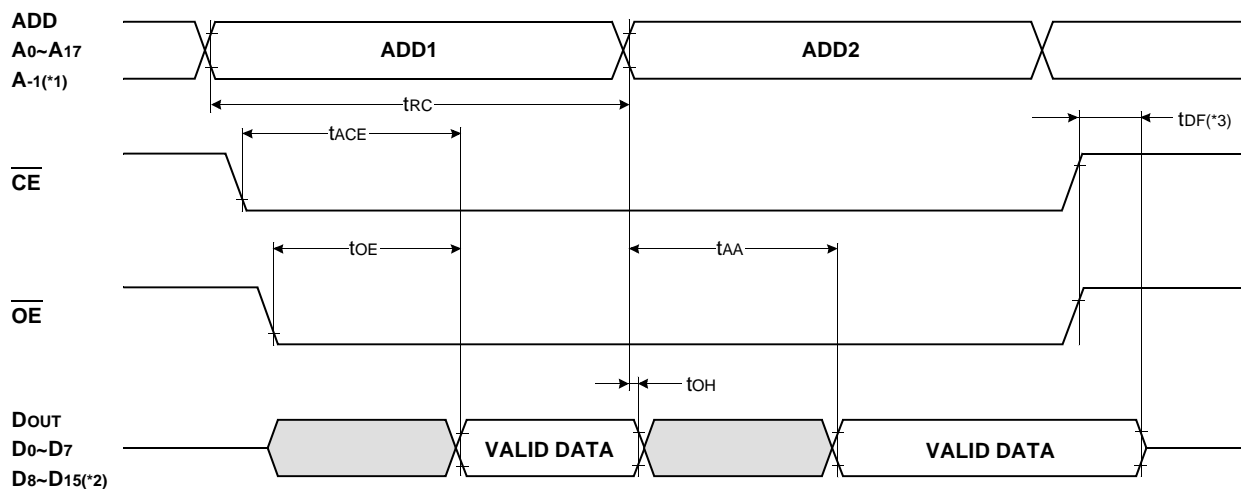 ADD
A0~A17
A-1(*1)
ADD1
ADD2
tRC
tACE
tDF(*3)
CE
tOE
tAA
OE
tOH
DOUT
D0~D7
D8~D15(*2)
VALID DATA
VALID DATA